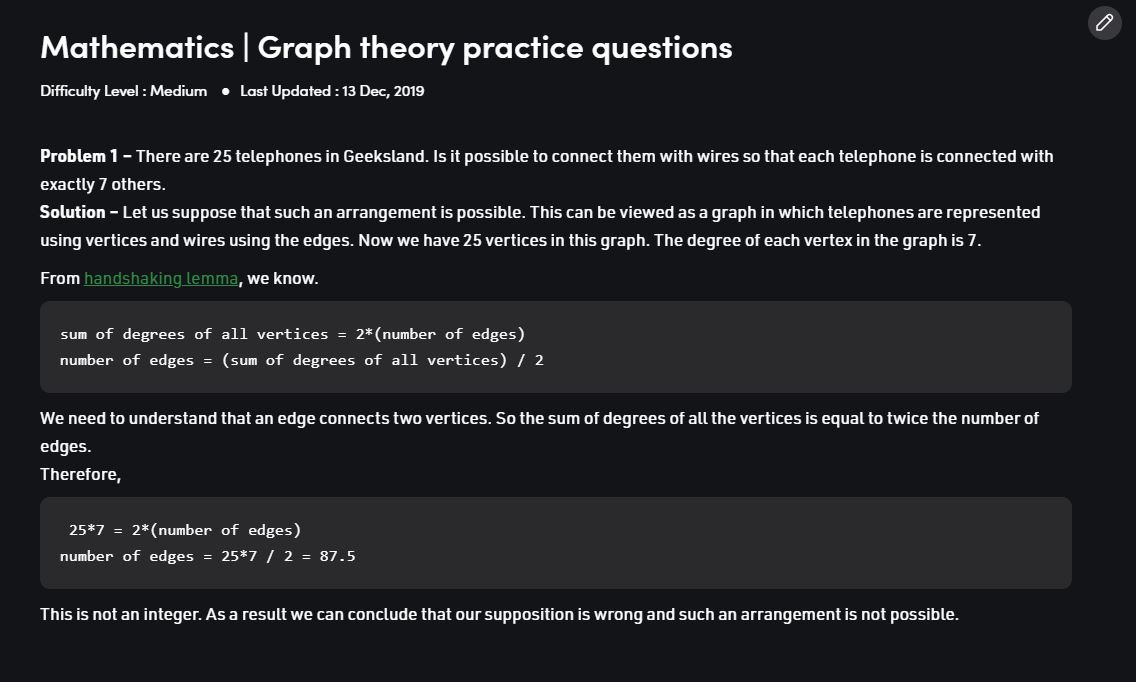 Mathematics | Graph theory practice questions
Difficulty Level : Medium ● Last Updated : 13 Dec, 2019
Problem 1 – There are 25 telephones in Geeksland. Is it possible to connect them with wires so that each telephone is connected with
exactly 7 others.
Solution – Let us suppose that such an arrangement is possible. This can be viewed as a graph in which telephones are represented
using vertices and wires using the edges. Now we have 25 vertices in this graph. The degree of each vertex in the graph is 7.
From handshaking lemma, we know.
sum of degrees of all vertices = 2*(number of edges)
number of edges = (sum of degrees of all vertices) / 2
We need to understand that an edge connects two vertices. So the sum of degrees of all the vertices is equal to twice the number of
edges.
Therefore,
25*7 = 2*(number of edges)
number of edges = 25*7 / 2 = 87.5
This is not an integer. As a result we can conclude that our supposition is wrong and such an arrangement is not possible.